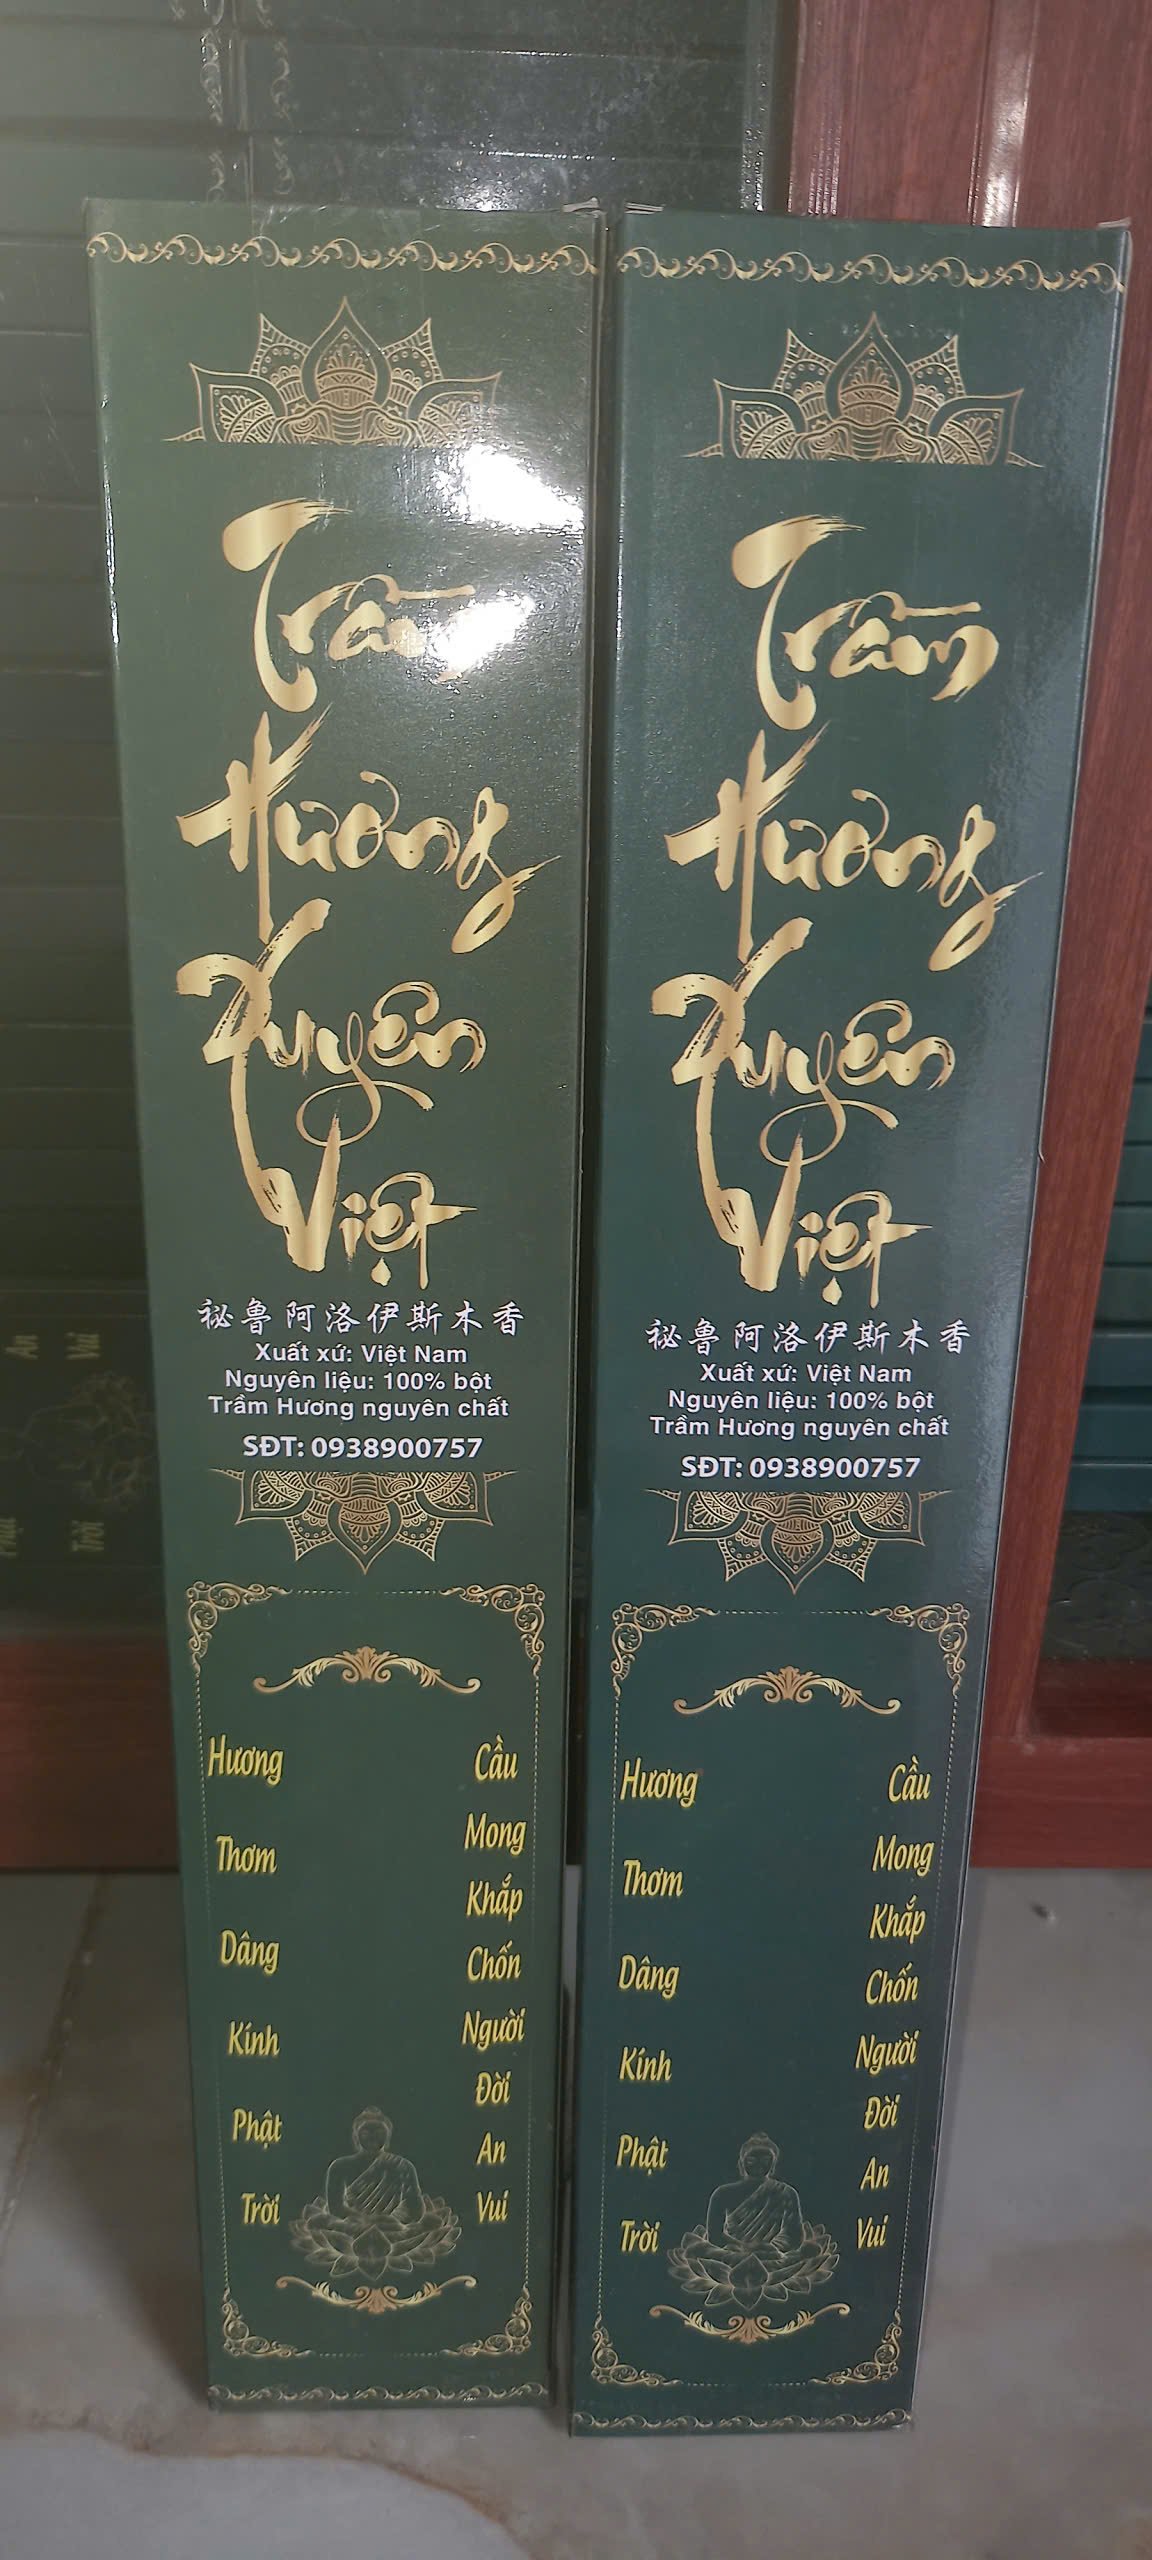 Trầm
Hương
Xuyên
Việt
秘鲁阿洛伊斯木香
Xuất xứ: Việt Nam
Nguyên liệu: 100% bột
Trầm Hương nguyên chất
SĐT: 0938900757
Hương
Thơm
Dâng
Kính
Phật
Trời
Cầu
Mong
Khắp
Chốn
Người
Đời
An
Vui
Trầm
Hương
Xuyên
Việt
秘鲁阿洛伊斯木香
Xuất xứ: Việt Nam
Nguyên liệu: 100% bột
Trầm Hương nguyên chất
SĐT: 0938900757
Hương
Thơm
Dâng
Kính
Phật
Trời
Cầu
Mong
Khắp
Chốn
Người
Đời
An
Vui
An
Vui
Phật
Trời